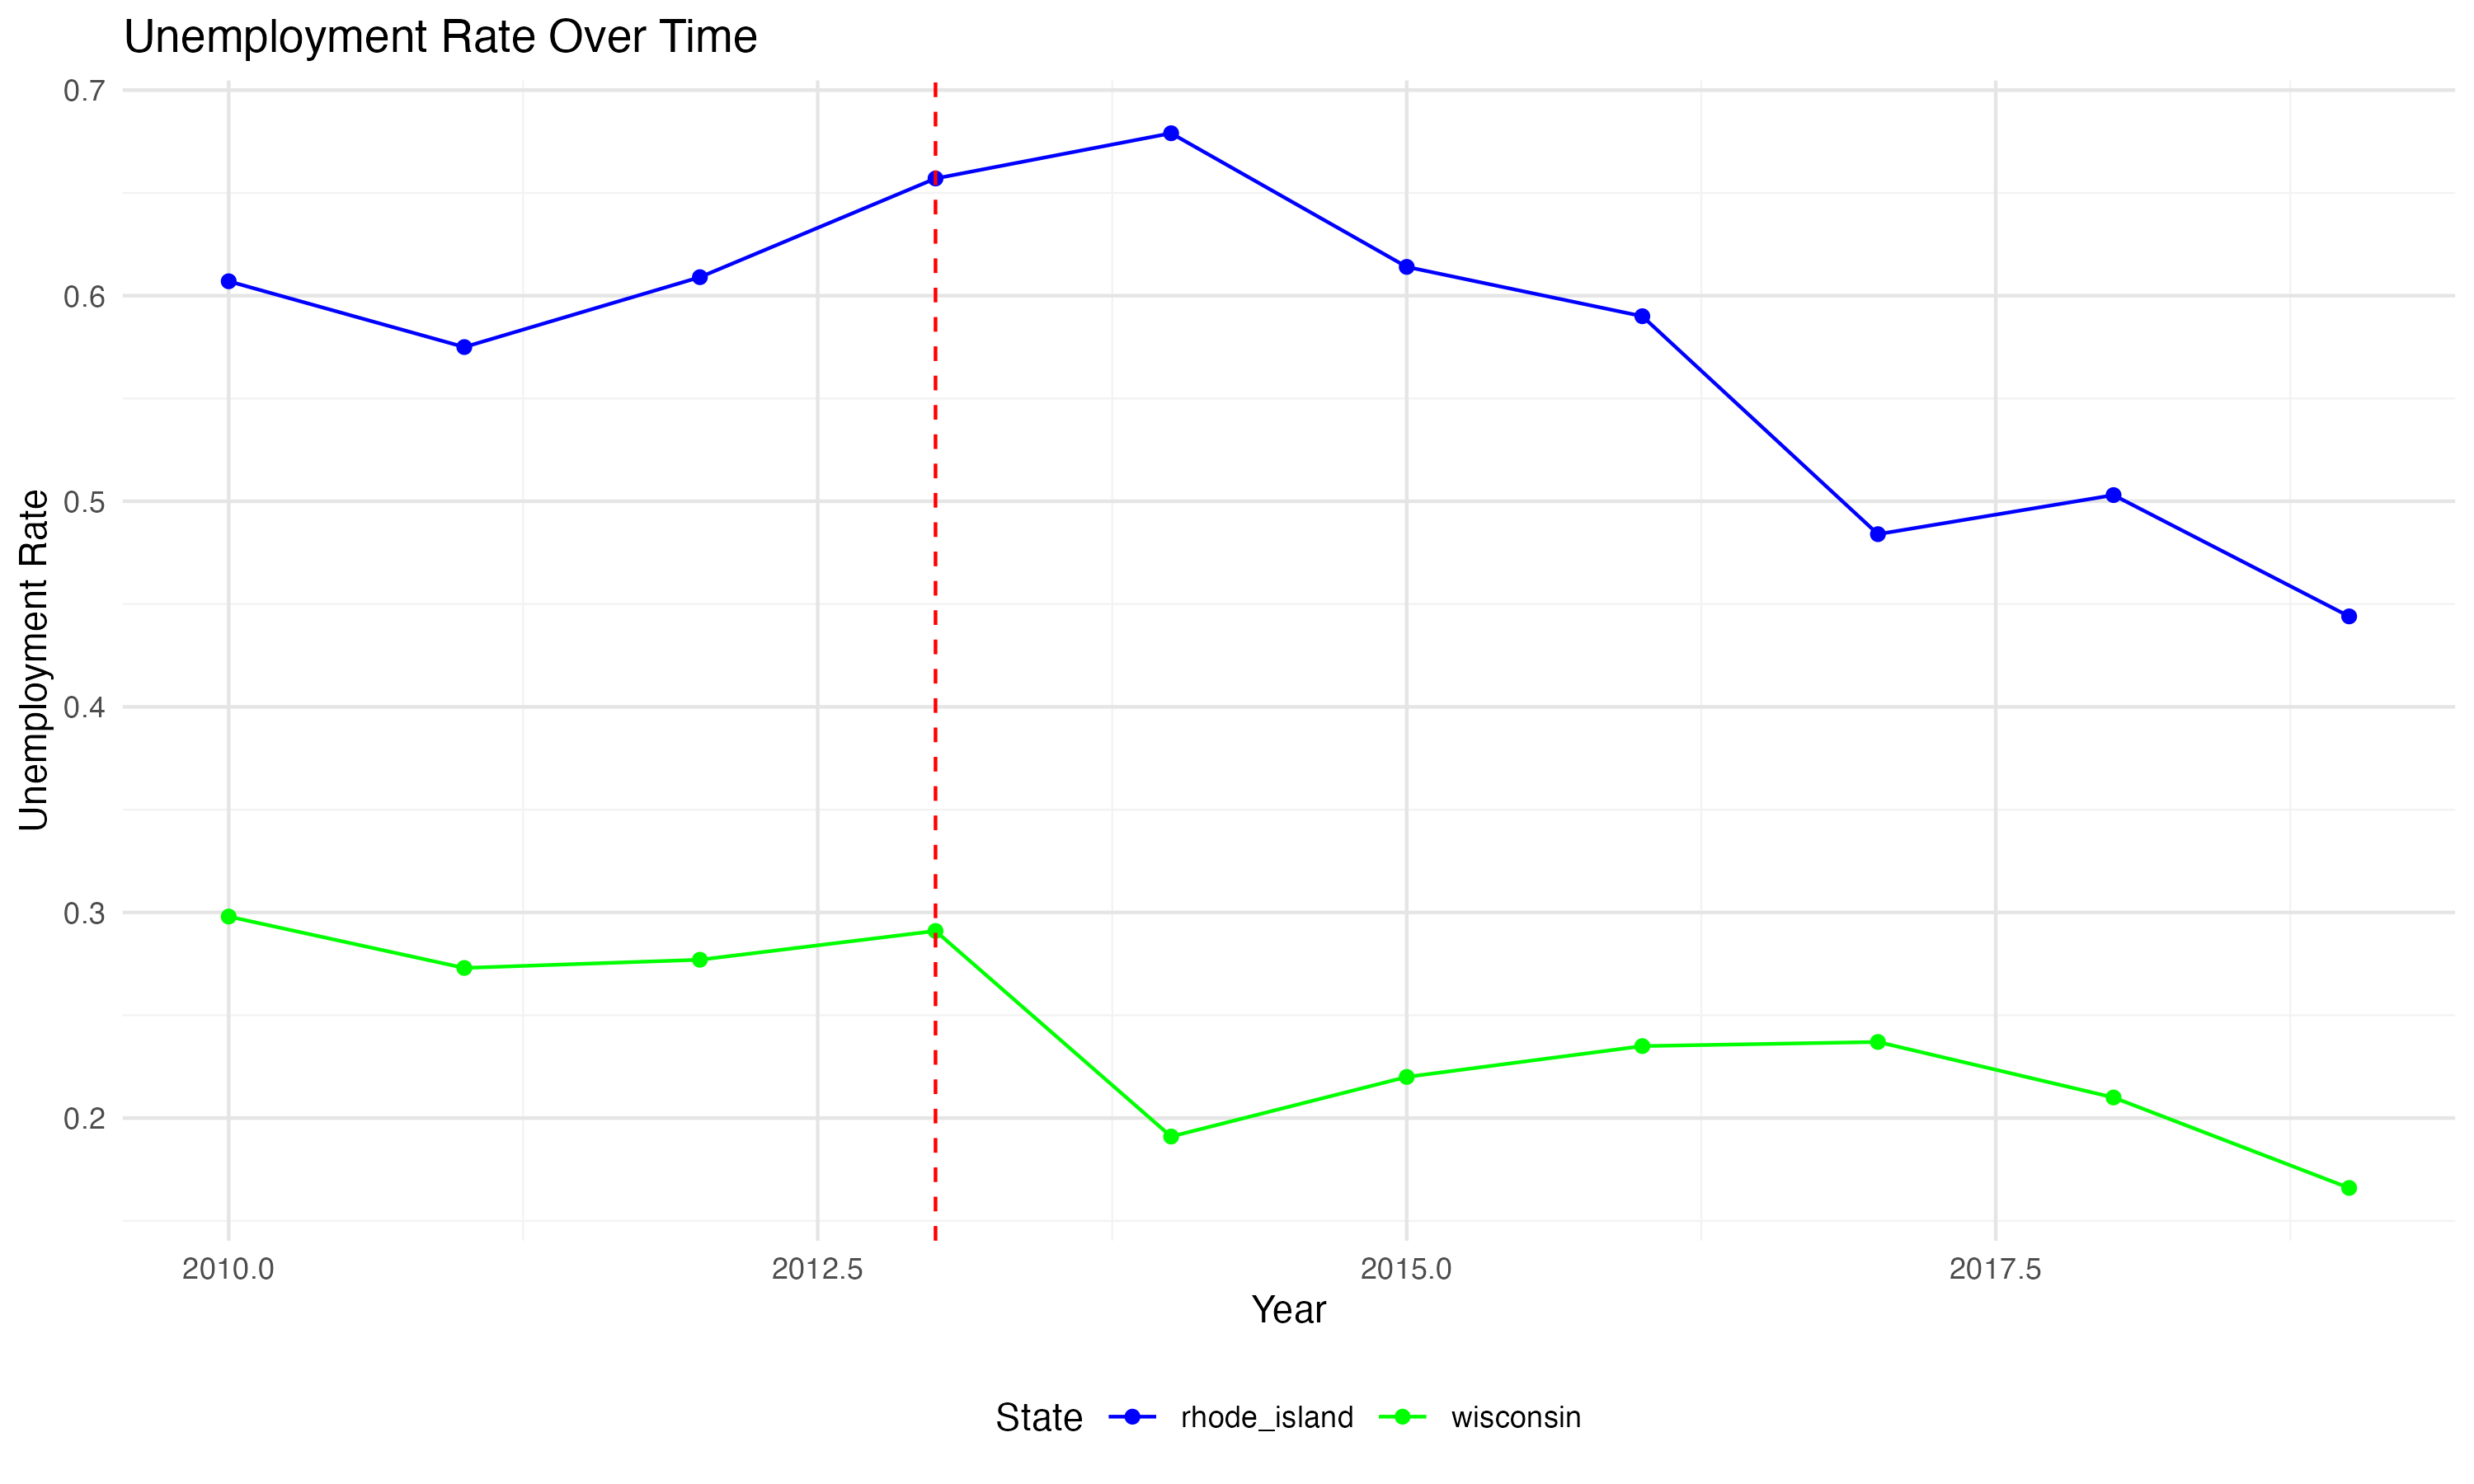 Unemployment Rate Over Time
Unemployment Rate
0.7
0.6
0.5
0.4
0.3
0.2
2010.0 2012.5 2015.0 2017.5
Year
State rhode_island wisconsin